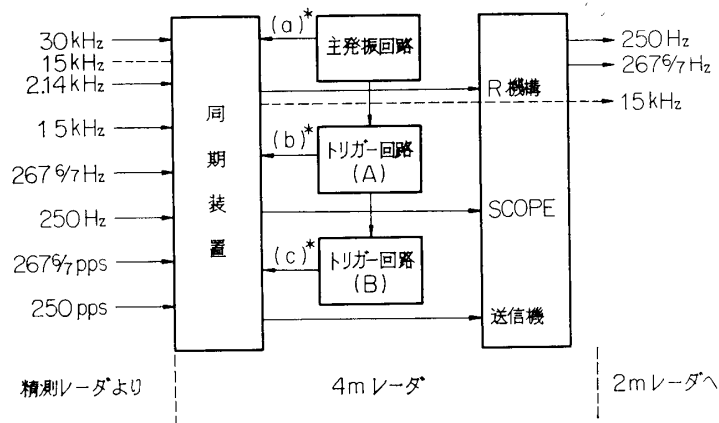 30kHz
15kHz
2.14kHz
1.5kHz
267 6/7 Hz
250Hz
267 6/7 pps
250pps
同期装置
(a)*
(b)*
(c)*
主発振回路
トリガー回路
(A)
トリガー回路
(B)
R機構
SCOPE
送信機
250Hz
267 6/7 Hz
15kHz
精測レーダより
4mレーダ
2mレーダへ